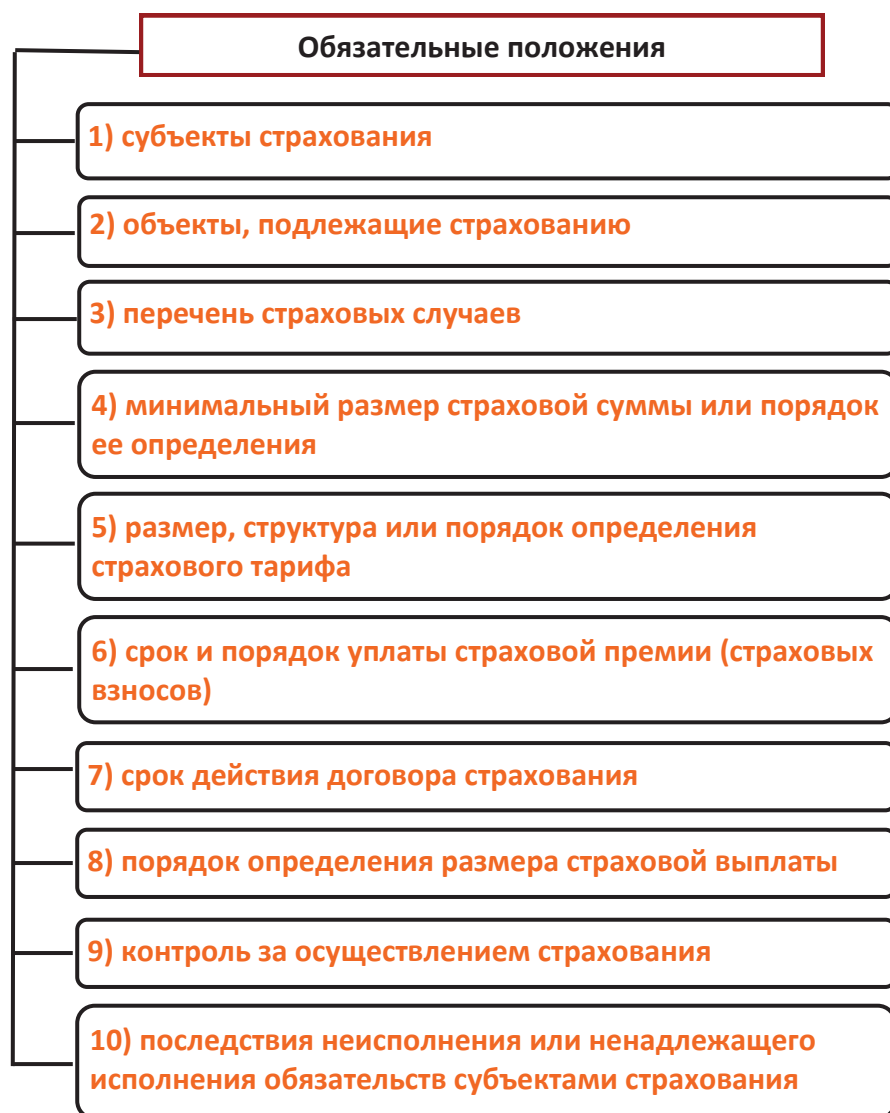 Обязательные положения
1) субъекты страхования
2) объекты, подлежащие страхованию
3) перечень страховых случаев
4) минимальный размер страховой суммы или порядок
ее определения
5) размер, структура или порядок определения
страхового тарифа
6) срок и порядок уплаты страховой премии (страховых
взносов)
7) срок действия договора страхования
8) порядок определения размера страховой выплаты
9) контроль за осуществлением страхования
10) последствия неисполнения или ненадлежащего
исполнения обязательств субъектами страхования